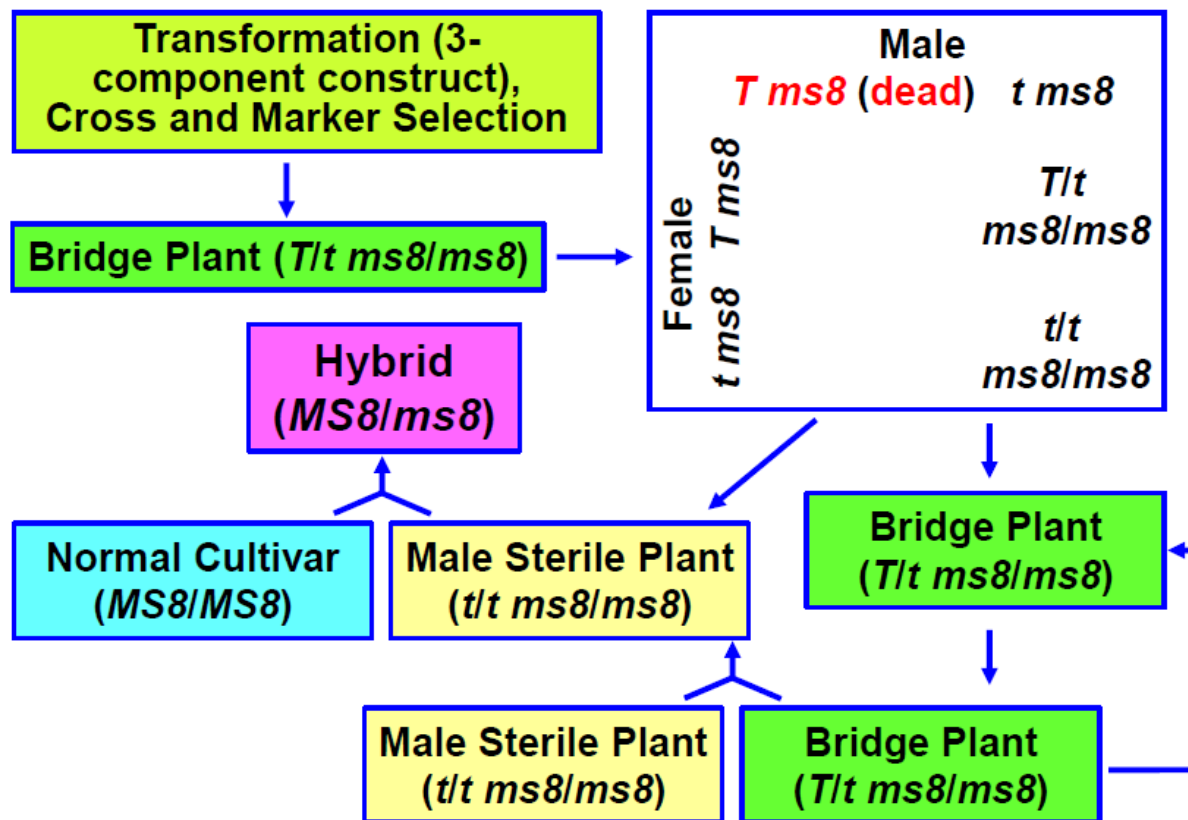 Transformation (3-
component construct),
Cross and Marker Selection
Bridge Plant (T/t ms8/ms8)
Male
T ms8 (dead) t ms8
Female
T ms8
t ms8
T/t
ms8/ms8
t/t
ms8/ms8
Hybrid
(MS8/ms8)
Normal Cultivar
(MS8/MS8)
Male Sterile Plant
(t/t ms8/ms8)
Bridge Plant
(T/t ms8/ms8)
Male Sterile Plant
(t/t ms8/ms8)
Bridge Plant
(T/t ms8/ms8)